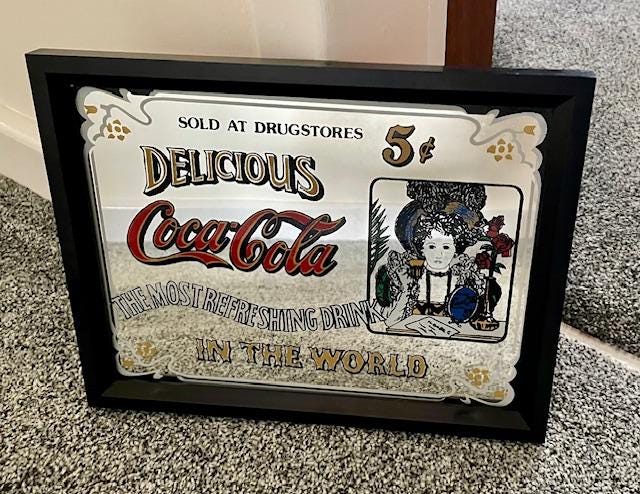 SOLD AT DRUGSTORES 5¢
DELICIOUS
Coca-Cola
THE MOST REFRESHING DRINK
IN THE WORLD